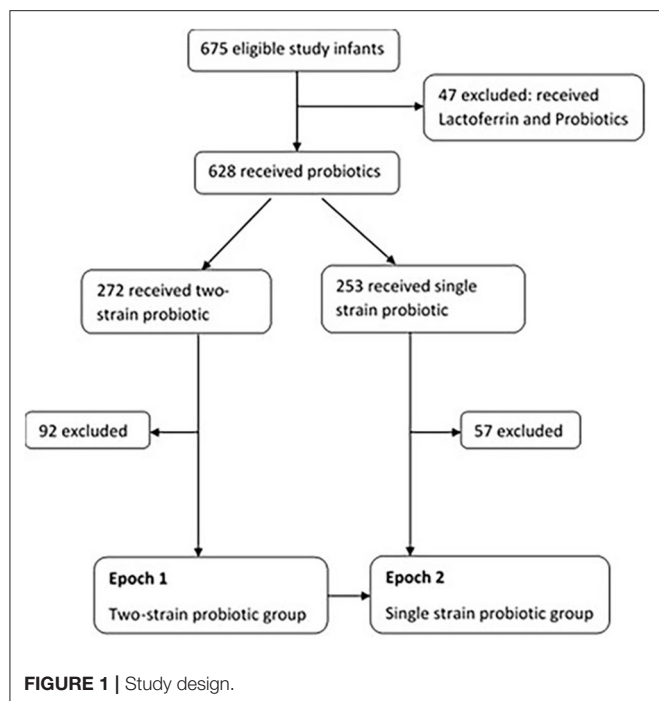 675 eligible study infants
47 excluded: received
Lactoferrin and Probiotics
628 received probiotics
272 received two-
strain probiotic
253 received single
strain probiotic
92 excluded
57 excluded
Epoch 1
Two-strain probiotic group
Epoch 2
Single strain probiotic group
FIGURE 1 | Study design.